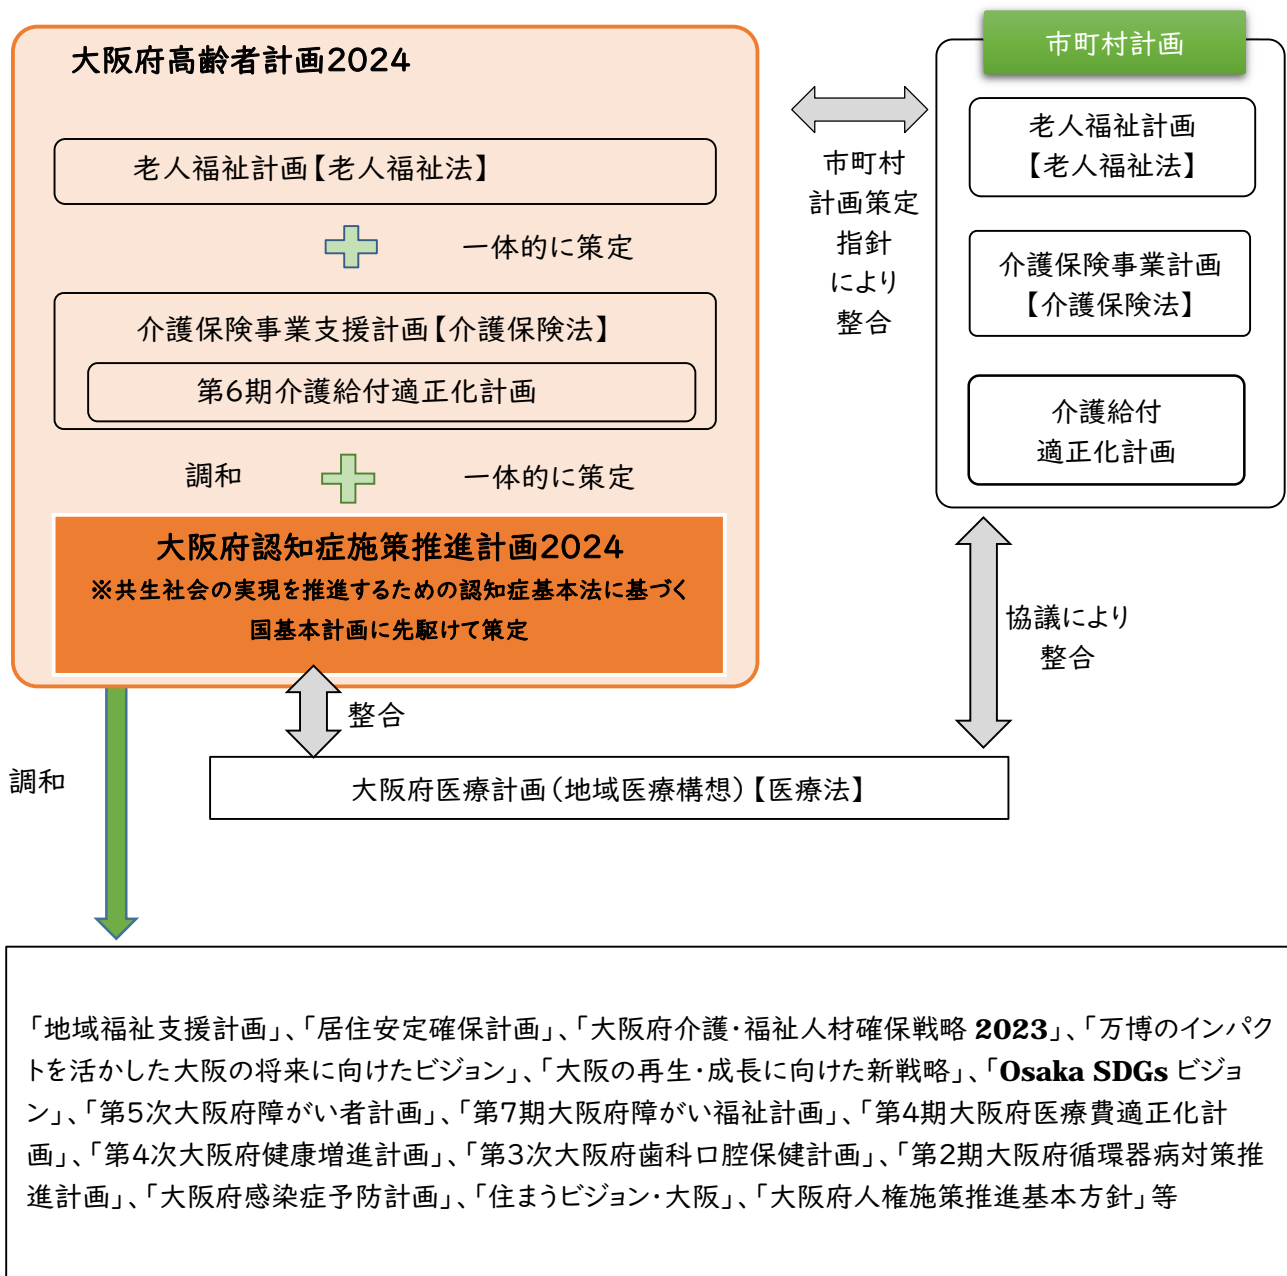 大阪府高齢者計画2024
老人福祉計画【老人福祉法】
一体的に策定
介護保険事業支援計画【介護保険法】
第6期介護給付適正化計画
調和
一体的に策定
大阪府認知症施策推進計画2024
※共生社会の実現を推進するための認知症基本法に基づく
国基本計画に先駆けて策定
市町村
計画策定
指針
により
整合
市町村計画
老人福祉計画
【老人福祉法】
介護保険事業計画
【介護保険法】
介護給付
適正化計画
協議により
整合
整合
調和
大阪府医療計画(地域医療構想)【医療法】
「地域福祉支援計画」、「居住安定確保計画」、「大阪府介護・福祉人材確保戦略 2023」、「万博のインパク
トを活かした大阪の将来に向けたビジョン」、「大阪の再生・成長に向けた新戦略」、「Osaka SDGs ビジョ
ン」、「第5次大阪府障がい者計画」、「第7期大阪府障がい福祉計画」、「第4期大阪府医療費適正化計
画」、「第4次大阪府健康増進計画」、「第3次大阪府歯科口腔保健計画」、「第2期大阪府循環器病対策推
進計画」、「大阪府感染症予防計画」、「住まうビジョン・大阪」、「大阪府人権施策推進基本方針」等